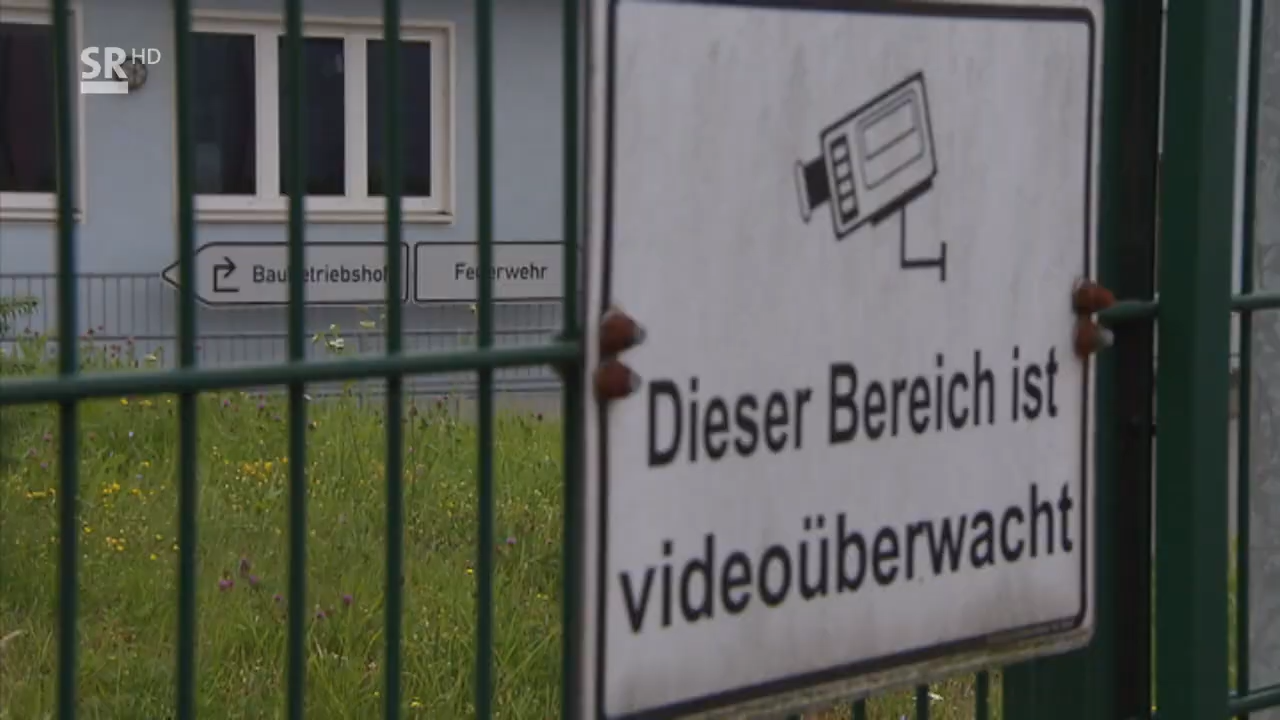 SR HD
Baubetriebshof
Feuerwehr
Dieser Bereich ist
videoüberwacht